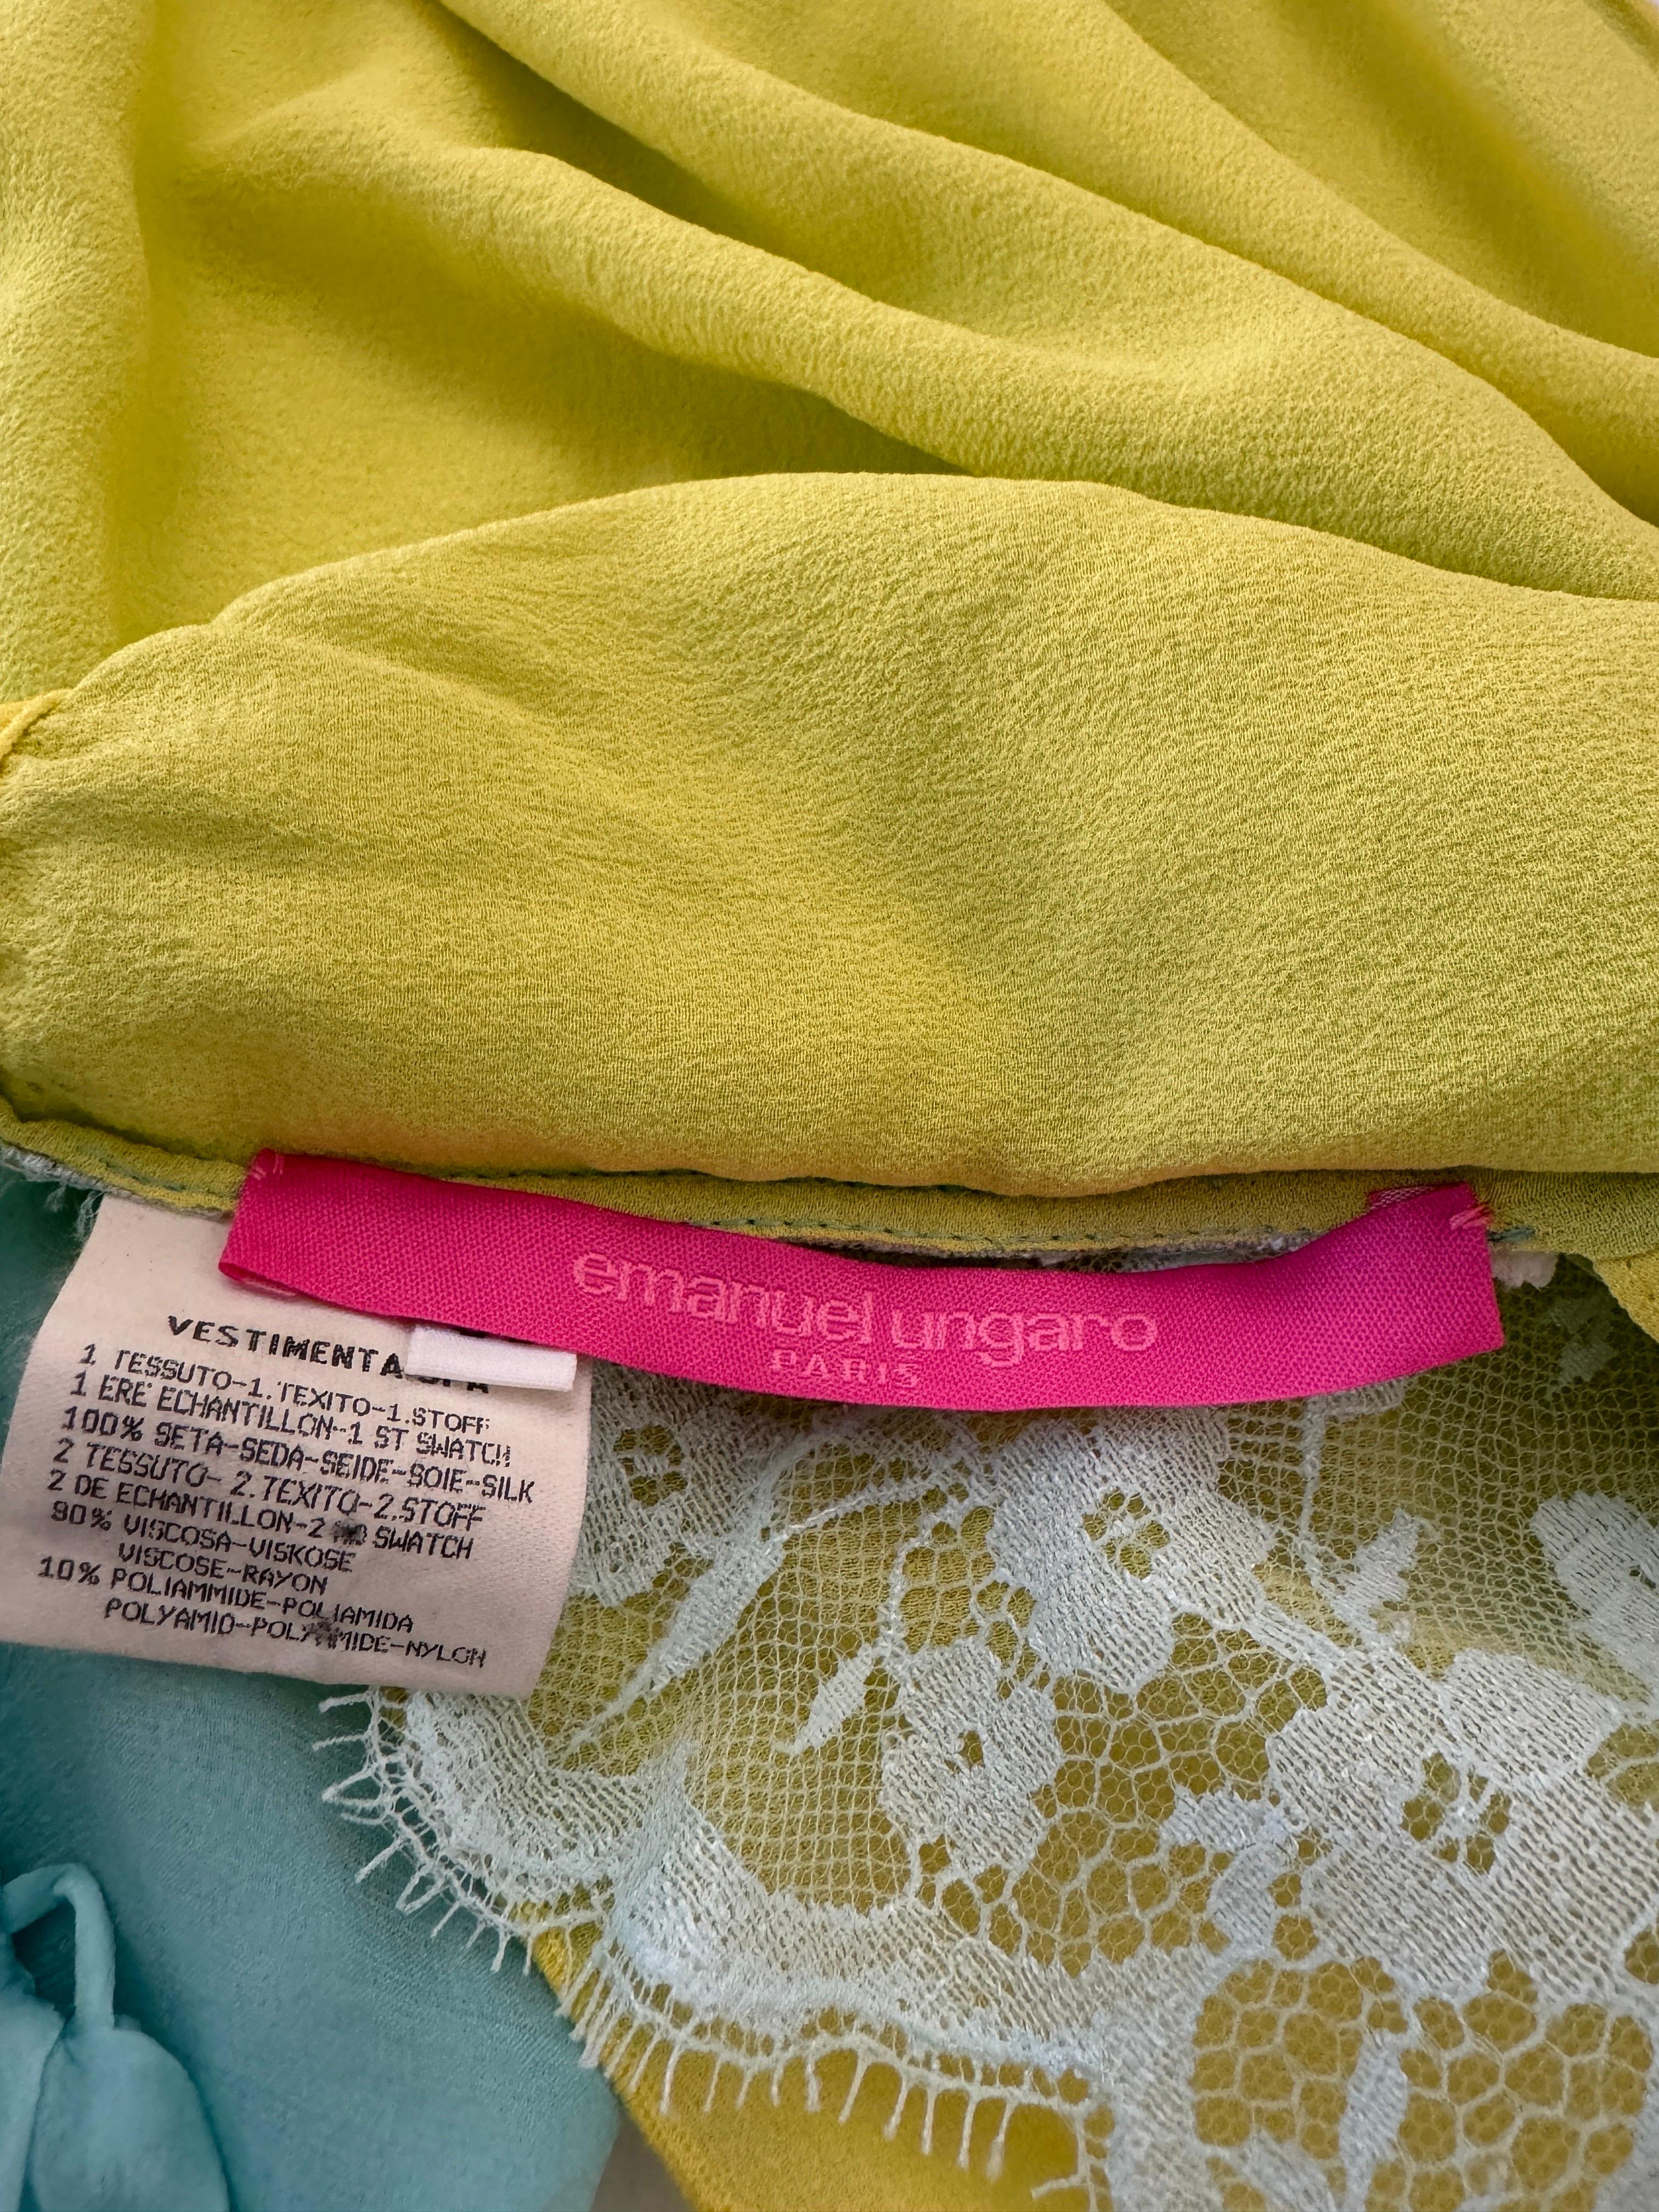 emanuel ungaro
PARIS
VESTIMENTA
1 TESSUTO-1.TEXITO-1.STOFF
1 ERE ECHANTILLON-1 ST SWATCH
100% SETA-SEDA-SEIDE-SOIE-SILK
2 TESSUTO- 2.TEXITO-2.STOFF
2 DE ECHANTILLON-2 SWATCH
90% VISCOSA-VISKOSE
VISCOSE-RAYON
10% POLIAMMIDE-POLIAMIDA
POLYAMID-POLYAMIDE-NYLON